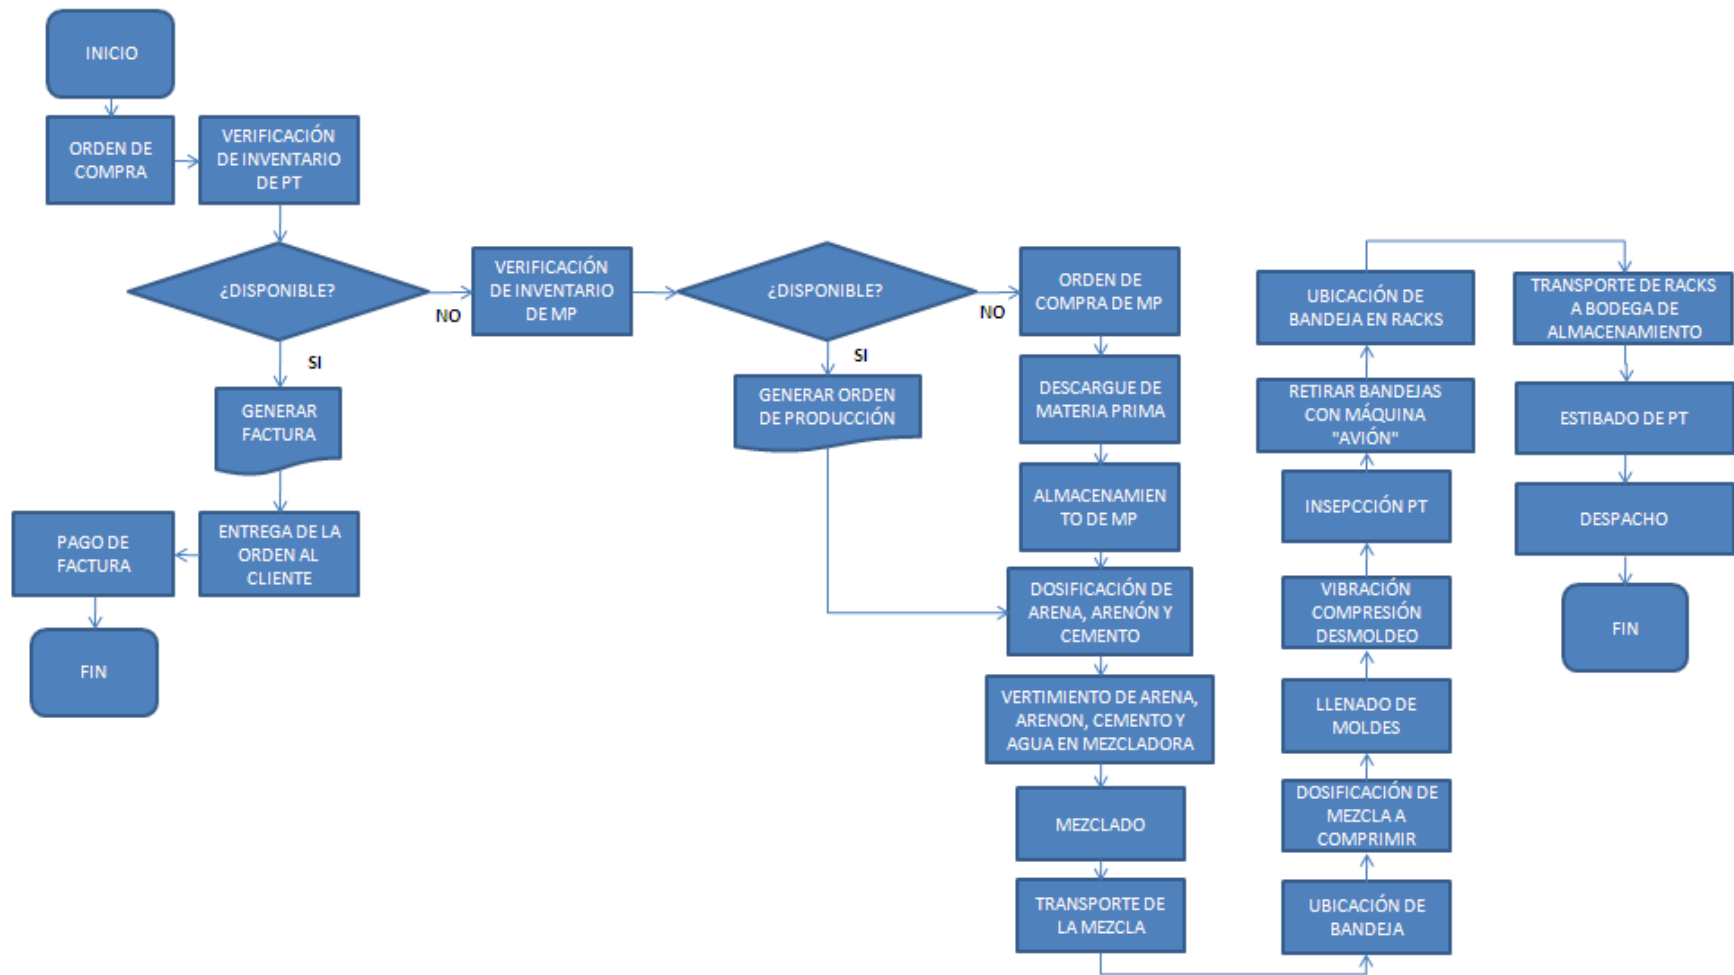 INICIO
ORDEN DE
COMPRA
VERIFICACIÓN
DE INVENTARIO
DE PT
¿DISPONIBLE?
NO
SI
GENERAR
FACTURA
ENTREGA DE LA
ORDEN AL
CLIENTE
PAGO DE
FACTURA
FIN
VERIFICACIÓN
DE INVENTARIO
DE MP
¿DISPONIBLE?
NO
SI
GENERAR ORDEN
DE PRODUCCIÓN
ORDEN DE
COMPRA DE MP
DESCARGUE DE
MATERIA PRIMA
ALMACENAMIEN
TO DE MP
DOSIFICACIÓN DE
ARENA, ARENÓN Y
CEMENTO
VERTIMIENTO DE ARENA,
ARENON, CEMENTO Y
AGUA EN MEZCLADORA
MEZCLADO
TRANSPORTE DE
LA MEZCLA
UBICACIÓN DE
BANDEJA
DOSIFICACIÓN DE
MEZCLA A
COMPRIMIR
LLENADO DE
MOLDES
VIBRACIÓN
COMPRESIÓN
DESMOLDEO
INSEPCCIÓN PT
RETIRAR BANDEJAS
CON MÁQUINA
"AVIÓN"
UBICACIÓN DE
BANDEJA EN RACKS
TRANSPORTE DE RACKS
A BODEGA DE
ALMACENAMIENTO
ESTIBADO DE PT
DESPACHO
FIN